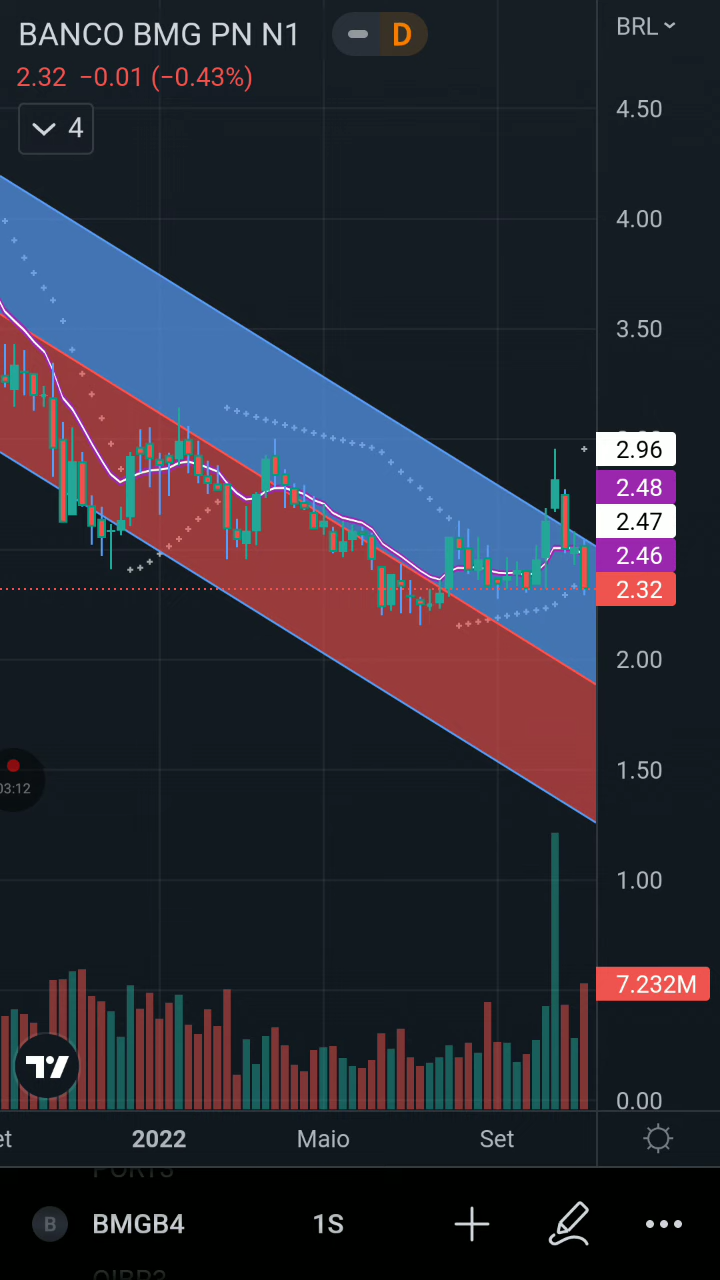 BANCO BMG PN N1
D
BRL
2.32 −0.01 (−0.43%)
4
4.50
4.00
3.50
2.96
2.48
2.47
2.46
2.32
2.00
1.50
03:12
1.00
7.232M
0.00
et 2022 Maio Set
B BMGB4 1S